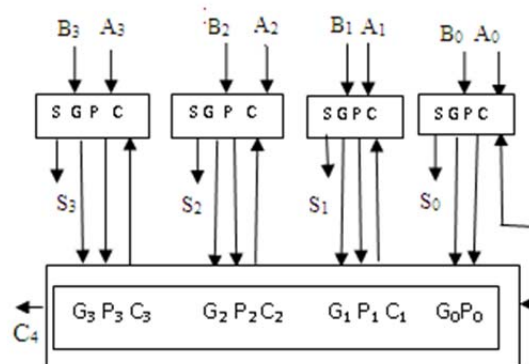 B₃ A₃ B₂ A₂ B₁ A₁ B₀ A₀
S G P C S G P C S G P C S G P C
S₃ S₂ S₁ S₀
G₃ P₃ C₃ G₂ P₂ C₂ G₁ P₁ C₁ G₀ P₀
C₄